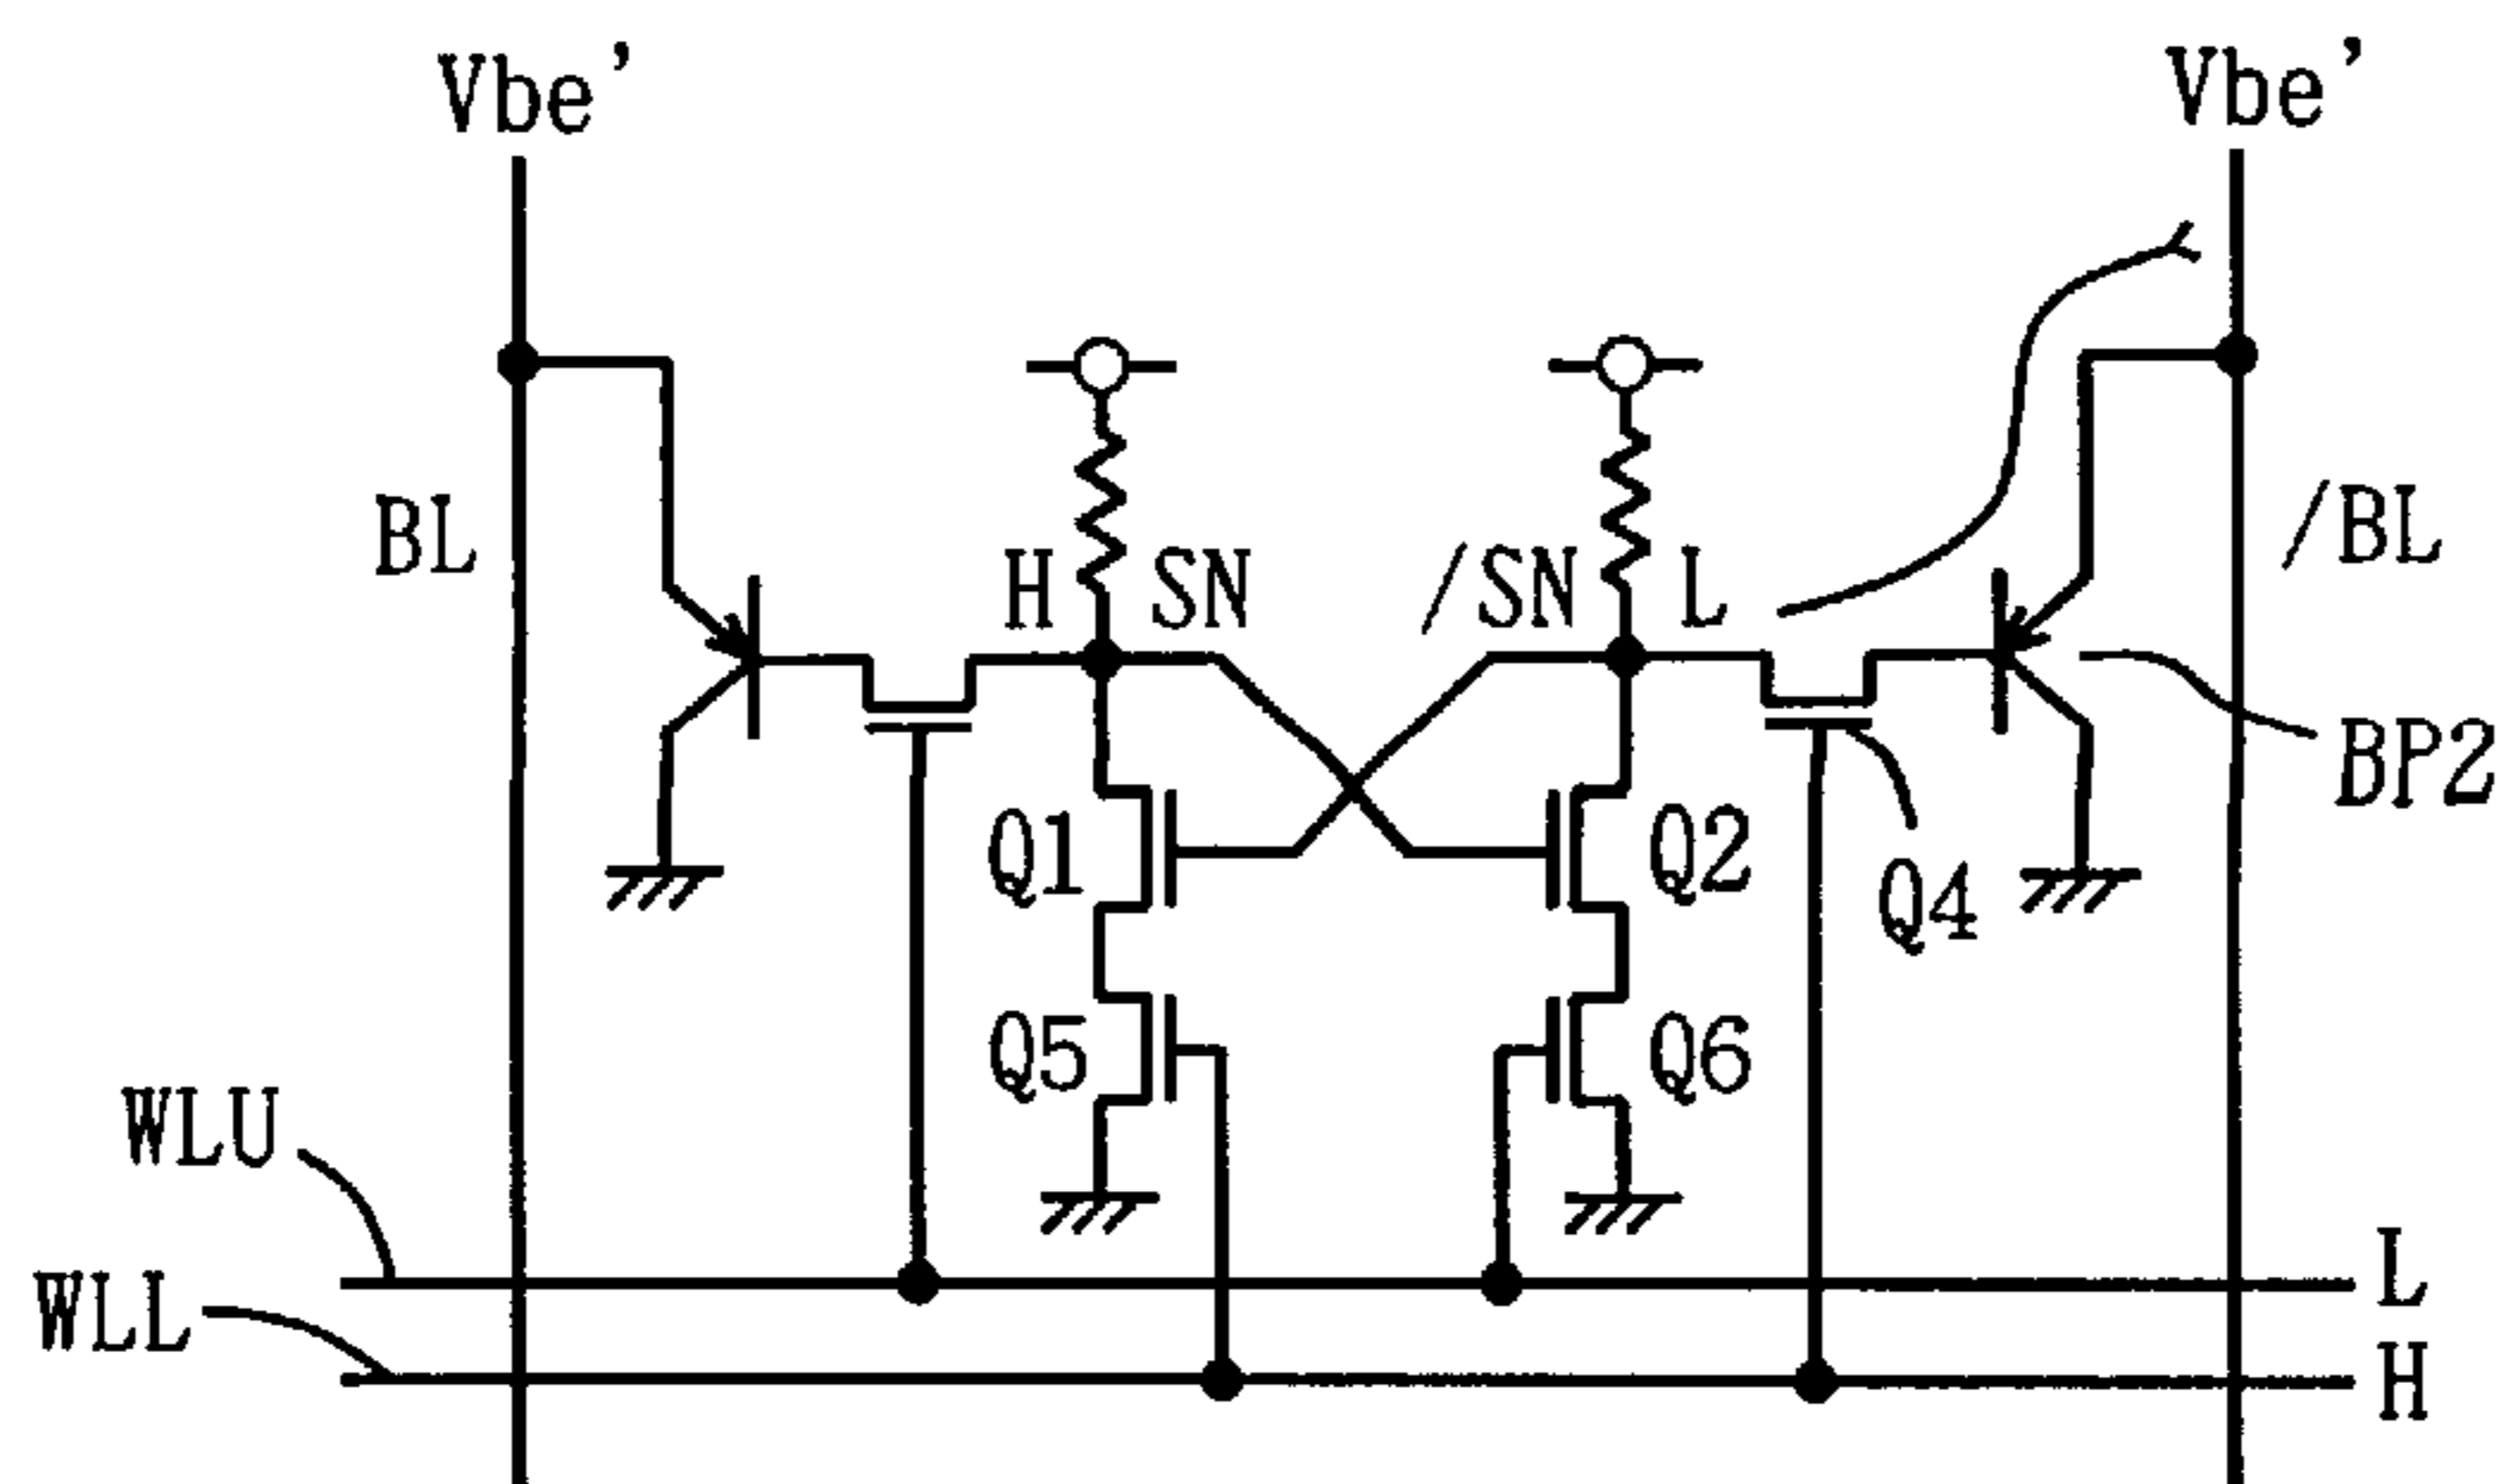 Vbe' Vbe'
BL /BL
H SN /SN L
BP2
Q1 Q2
Q4
Q5 Q6
WLU
L
WLL
H